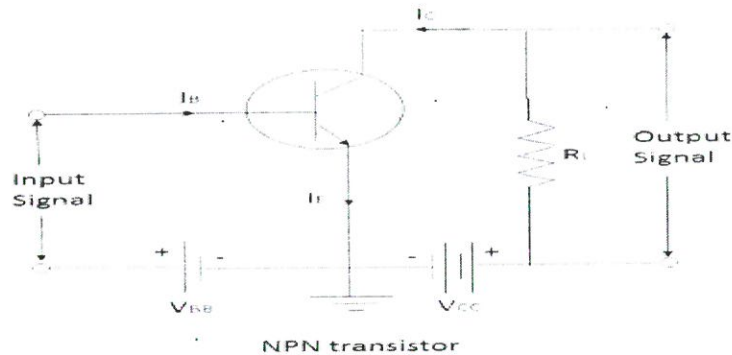 IC
IB
Input
Signal
IE
RL
Output
Signal
+
-
-
+
VBB
VCC
NPN transistor